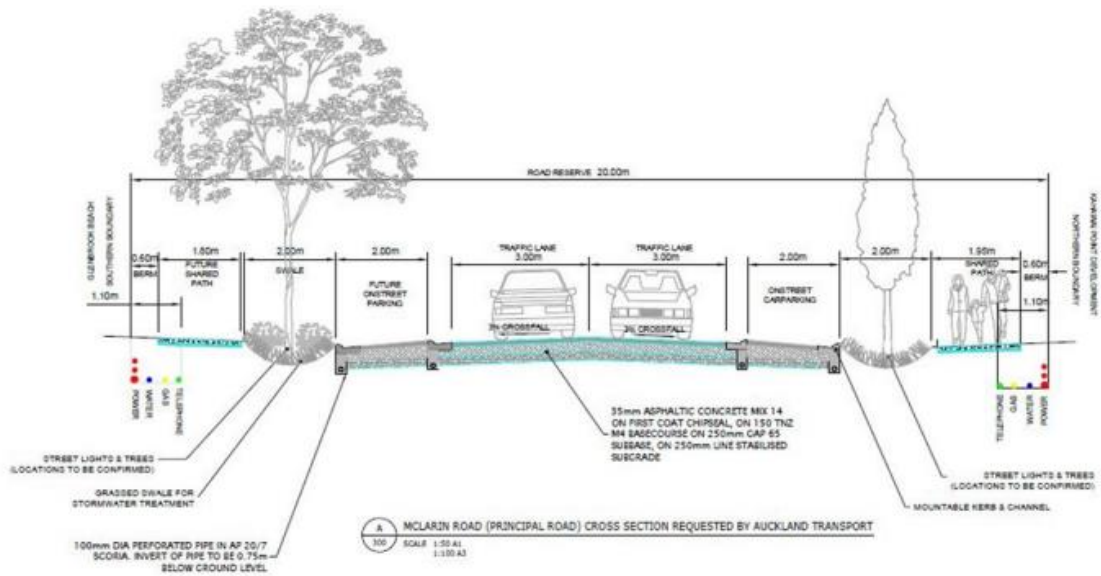 ROAD RESERVE 20.00m
GLENBROOK BEACH
SOUTHERN BOUNDARY
0.60m
BERM
1.10m
1.80m
FUTURE
SHARED
PATH
2.00m
SWALE
2.00m
FUTURE
ONSTREET
PARKING
TRAFFIC LANE
3.00m
TRAFFIC LANE
3.00m
3% CROSSFALL
3% CROSSFALL
2.00m
ONSTREET
CARPARKING
2.00m
1.95m
SHARED
PATH
0.60m
BERM
1.10m
KAHAWAI POINT DEVELOPMENT
NORTHERN BOUNDARY
POWER
WATER
GAS
TELEPHONE
TELEPHONE
GAS
WATER
POWER
STREET LIGHTS & TREES
(LOCATIONS TO BE CONFIRMED)
GRASSED SWALE FOR
STORMWATER TREATMENT
100mm DIA PERFORATED PIPE IN AP 20/7
SCORIA. INVERT OF PIPE TO BE 0.75m
BELOW GROUND LEVEL
35mm ASPHALTIC CONCRETE MIX 14
ON FIRST COAT CHIPSEAL, ON 150 TNZ
M4 BASECOURSE ON 250mm GAP 65
SUBBASE, ON 250mm LIME STABILISED
SUBGRADE
STREET LIGHTS & TREES
(LOCATIONS TO BE CONFIRMED)
MOUNTABLE KERB & CHANNEL
A
300
MCLARIN ROAD (PRINCIPAL ROAD) CROSS SECTION REQUESTED BY AUCKLAND TRANSPORT
SCALE 1:50 A1
1:100 A3